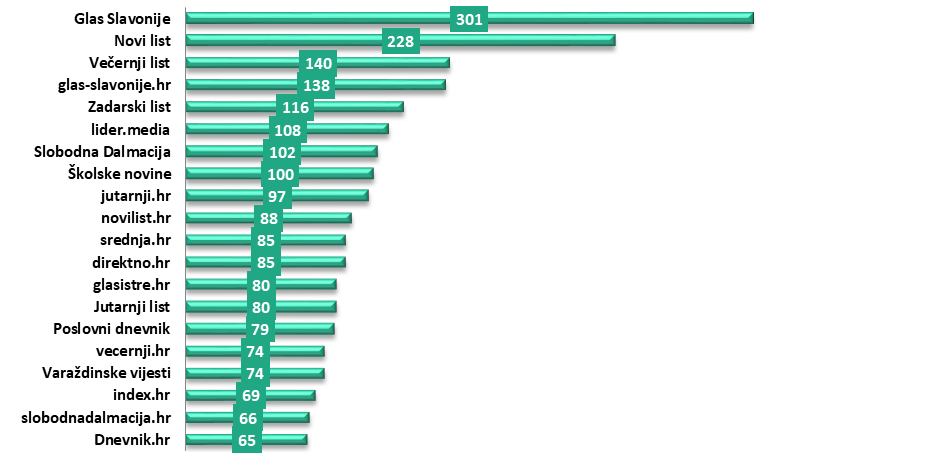 Glas Slavonije 301
Novi list 228
Večernji list 140
glas-slavonije.hr 138
Zadarski list 116
lider.media 108
Slobodna Dalmacija 102
Školske novine 100
jutarnji.hr 97
novilist.hr 88
srednja.hr 85
direktno.hr 85
glasistre.hr 80
Jutarnji list 80
Poslovni dnevnik 79
vecernji.hr 74
Varaždinske vijesti 74
index.hr 69
slobodnadalmacija.hr 66
Dnevnik.hr 65